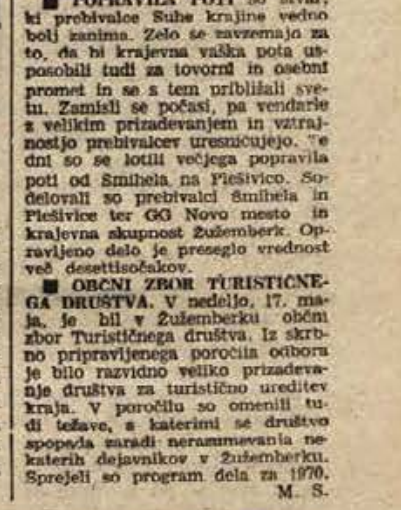 ■ POPRAVILA POTI so stvar,
ki prebivalce Suhe krajine vedno
bolj zanima. Zelo se zavzemajo za
to, da bi krajevna vaška pota us-
posobili tudi za tovorni in osebni
promet in se s tem približali sve-
tu. Zamisli se počasi, pa vendarle
z velikim prizadevanjem in vztraj-
nostjo prebivalcev uresničujejo. Te
dni so se lotili večjega popravila
poti od Šmihela na Plešivico. So-
delovali so prebivalci Šmihela in
Plešivice ter GG Novo mesto in
krajevna skupnost Žužemberk. Op-
ravljeno delo je preseglo vrednost
več desettisočakov.
■ OBČNI ZBOR TURISTIČNE-
GA DRUŠTVA. V nedeljo, 17. ma-
ja, je bil v Žužemberku občni
zbor Turističnega društva. Iz skrb-
no pripravljenega poročila odbora
je bilo razvidno veliko prizadeva-
nje društva za turistično ureditev
kraja. V poročilu so omenili tu-
di težave, s katerimi se društvo
spopada zaradi nerazumevanja ne-
katerih dejavnikov v Žužemberku.
Sprejeli so program dela za 1970.
M. S.